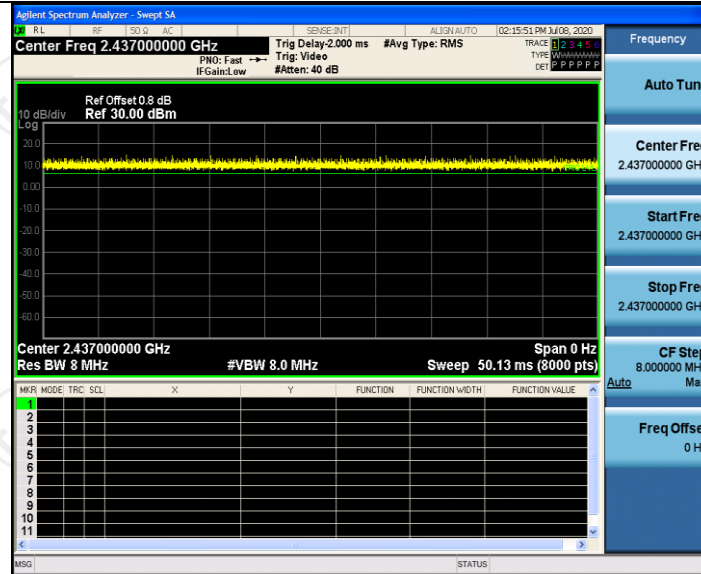 Agilent Spectrum Analyzer - Swept SA
RL RF 50 Ω AC SENSE:INT ALIGN AUTO 02:15:51 PM Jul 08, 2020
Center Freq 2.437000000 GHz
PNO: Fast
IFGain:Low
Trig Delay-2.000 ms
Trig: Video
#Atten: 40 dB
#Avg Type: RMS
TRACE 1 2 3 4 5 6
TYPE
DET P P P P P P
Ref Offset 0.8 dB
10 dB/div Ref 30.00 dBm
Log
20.0
10.0
0.00
-10.0
-20.0
-30.0
-40.0
-50.0
-60.0
Center 2.437000000 GHz Span 0 Hz
Res BW 8 MHz #VBW 8.0 MHz Sweep 50.13 ms (8000 pts)
MKR MODE TRC SCL X Y FUNCTION FUNCTION WIDTH FUNCTION VALUE
1
2
3
4
5
6
7
8
9
10
11
MSG STATUS
Frequency
Auto Tun
Center Fre
2.437000000 GH
Start Fre
2.437000000 GH
Stop Fre
2.437000000 GH
CF Ste
8.000000 MH
Auto Ma
Freq Offse
0 H